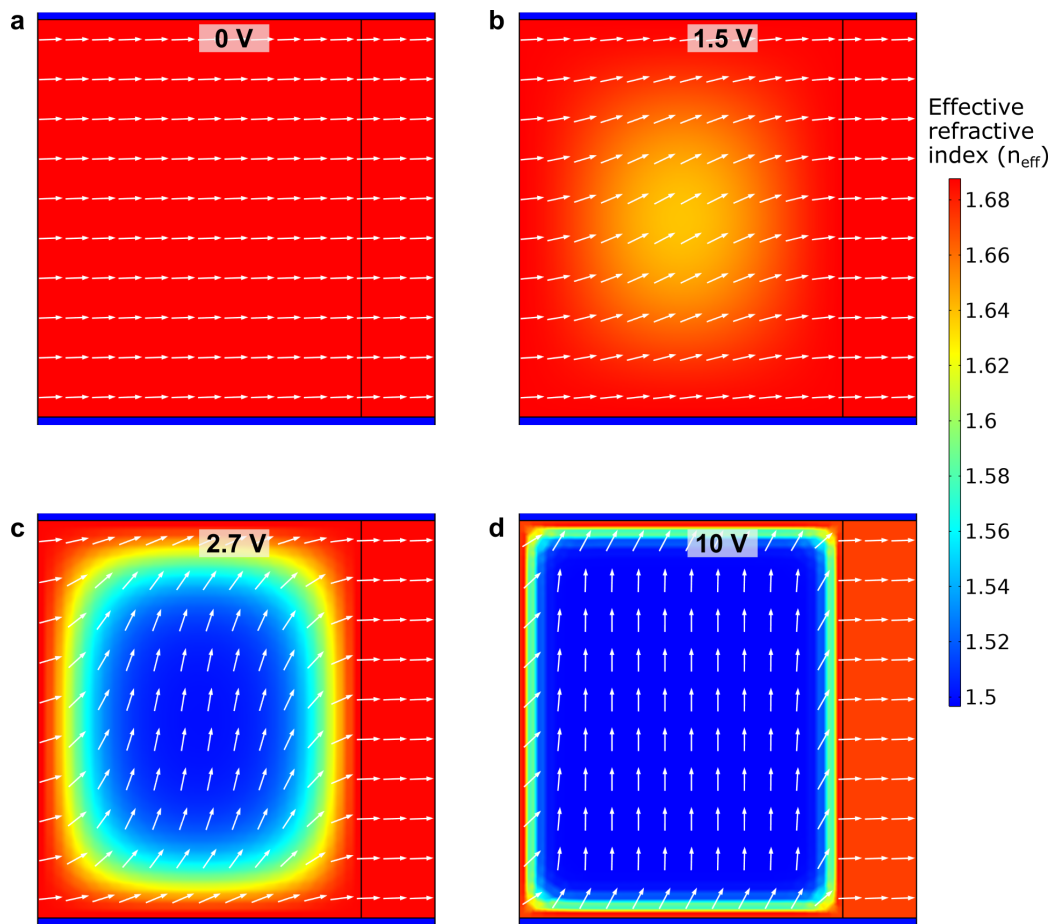 a
0 V
b
1.5 V
Effective
refractive
index (n_eff)
1.68
1.66
1.64
1.62
1.6
1.58
1.56
1.54
1.52
1.5
c
2.7 V
d
10 V